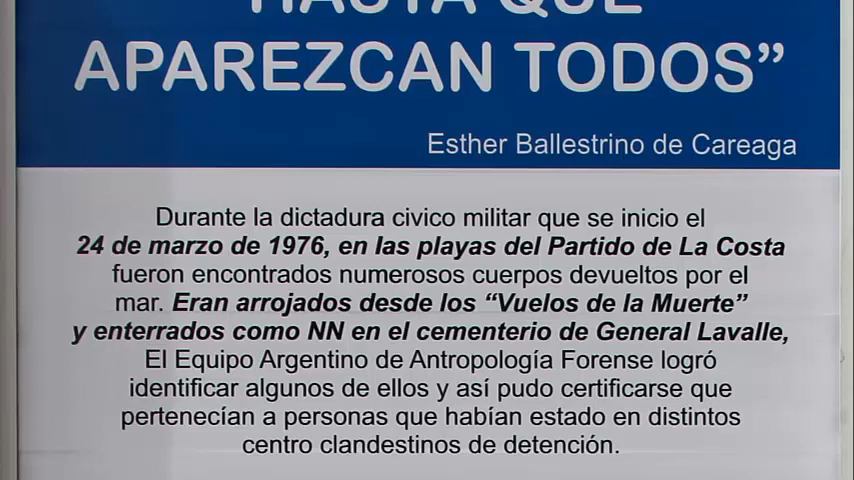 HASTA QUE
APAREZCAN TODOS”
Esther Ballestrino de Careaga
Durante la dictadura civico militar que se inicio el
24 de marzo de 1976, en las playas del Partido de La Costa
fueron encontrados numerosos cuerpos devueltos por el
mar. Eran arrojados desde los “Vuelos de la Muerte”
y enterrados como NN en el cementerio de General Lavalle,
El Equipo Argentino de Antropología Forense logró
identificar algunos de ellos y así pudo certificarse que
pertenecían a personas que habían estado en distintos
centro clandestinos de detención.